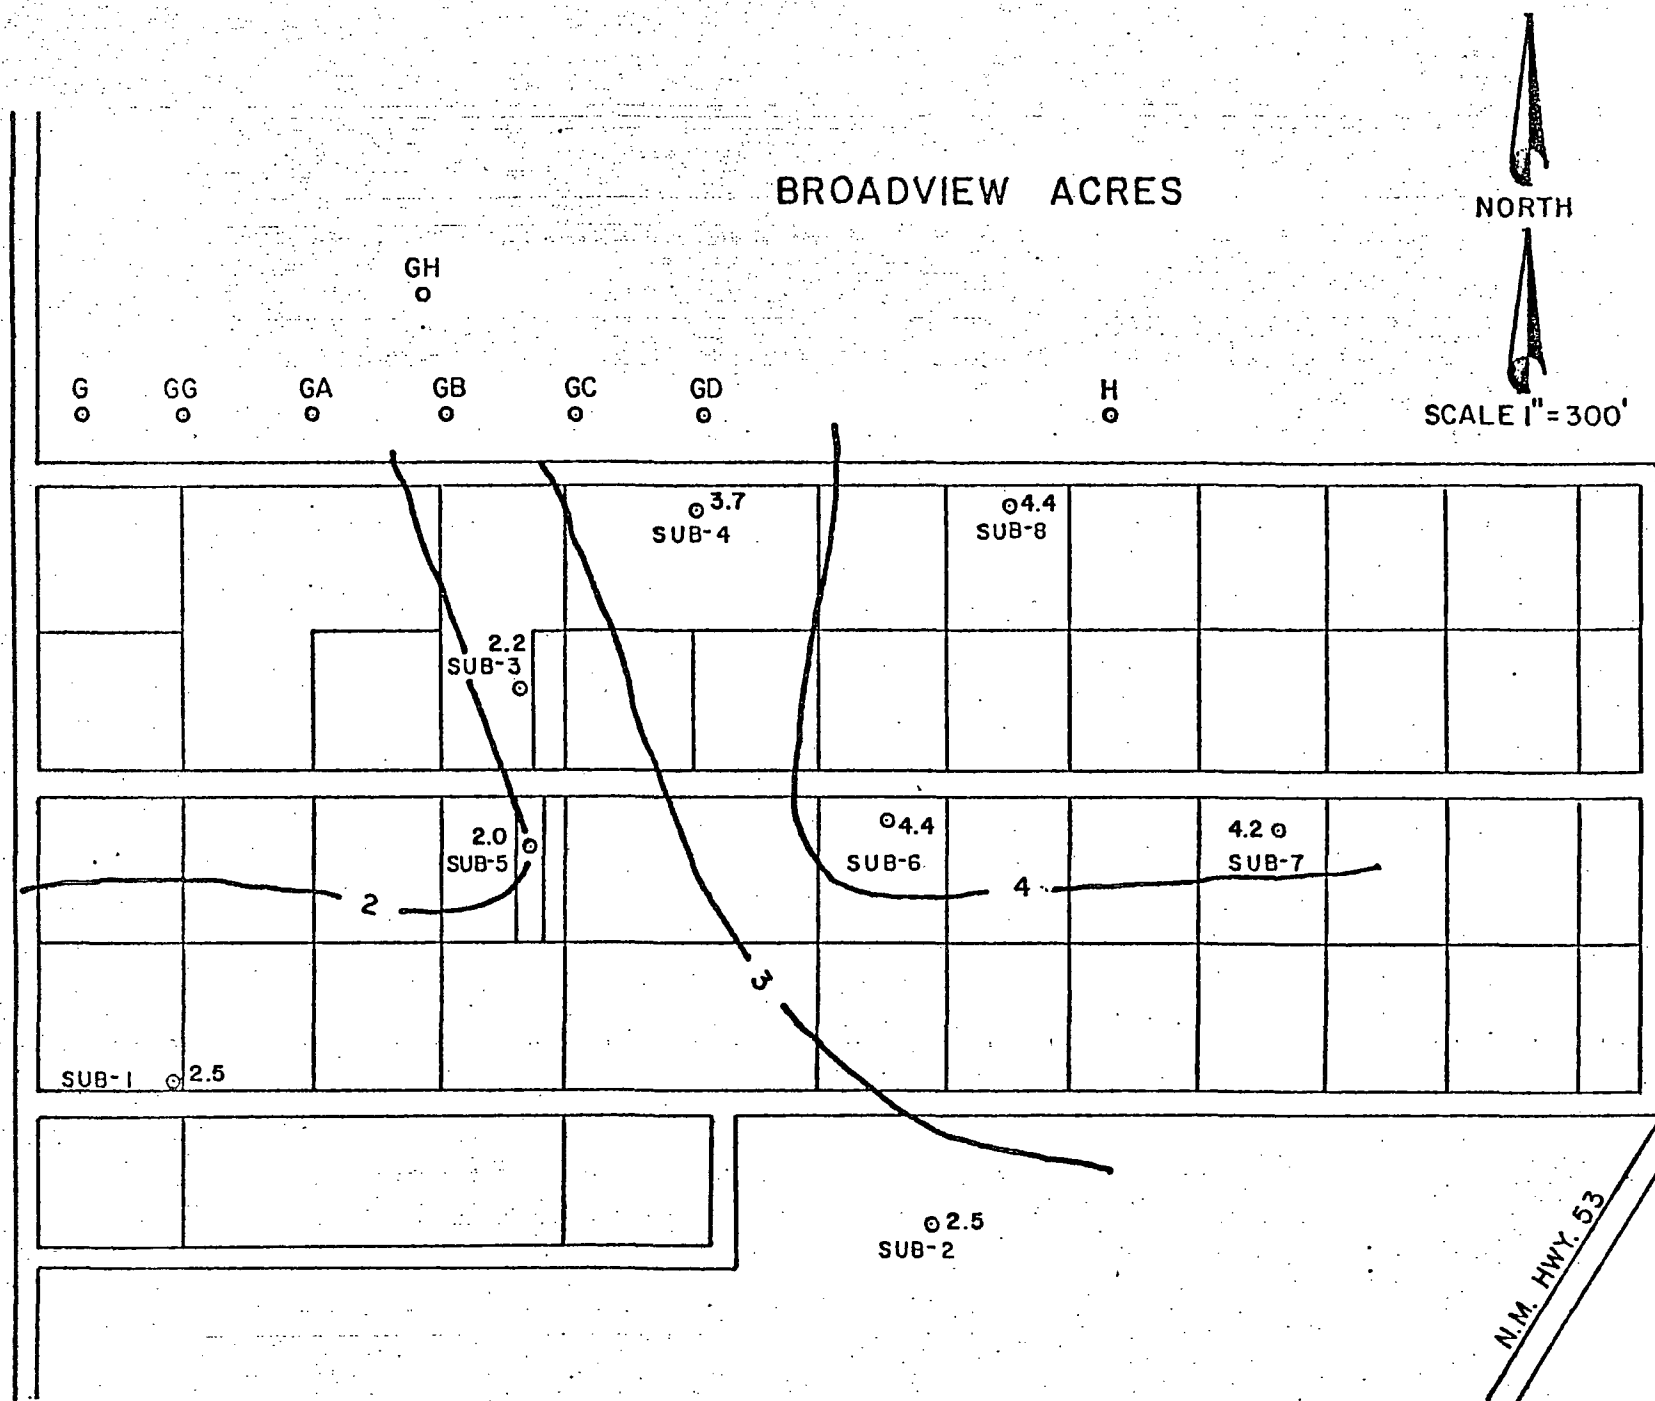 BROADVIEW ACRES
NORTH
GH
G
GG
GA
GB
GC
GD
H
SCALE 1"=300'
3.7
SUB-4
4.4
SUB-8
2.2
SUB-3
2.0
SUB-5
4.4
SUB-6
4.2
SUB-7
2
4
3
SUB-1
2.5
2.5
SUB-2
N.M. HWY. 53